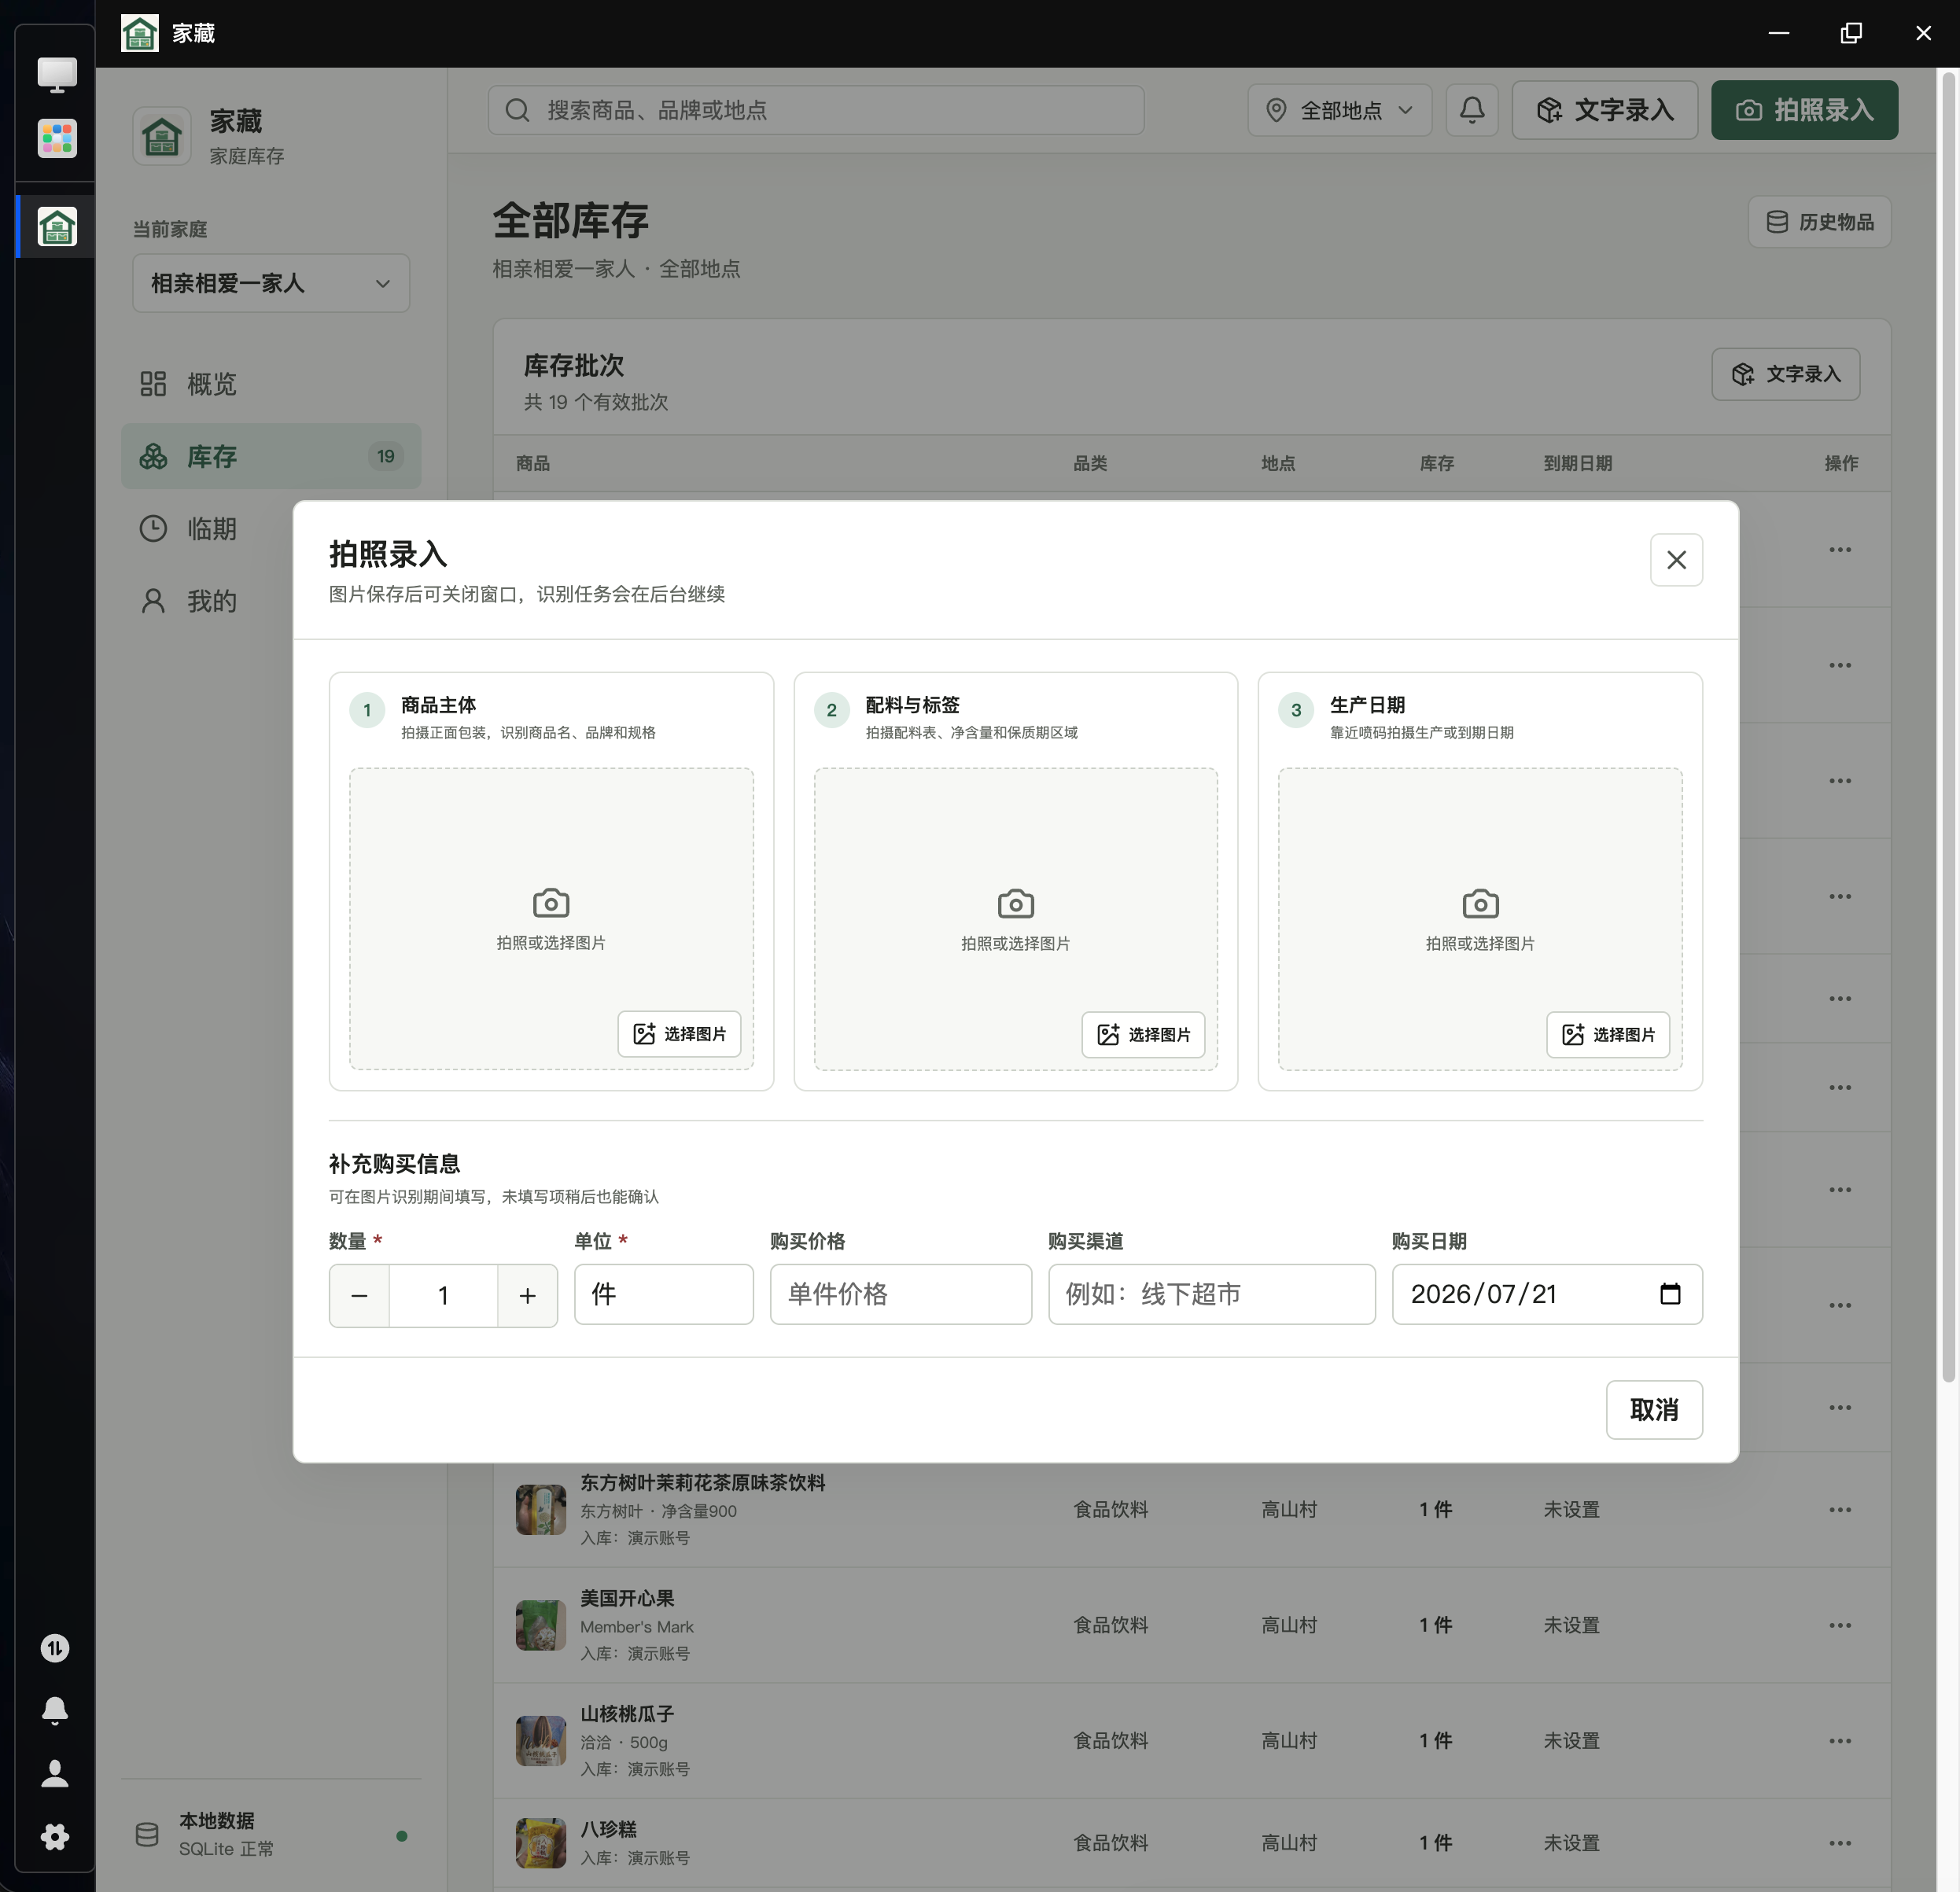 家藏
家藏
家庭库存
当前家庭
相亲相爱一家人
概览
库存 19
临期
我的
本地数据
SQLite 正常
搜索商品、品牌或地点
全部地点
文字录入
拍照录入
全部库存
相亲相爱一家人 · 全部地点
历史物品
库存批次
共 19 个有效批次
文字录入
商品 品类 地点 库存 到期日期 操作
拍照录入
图片保存后可关闭窗口，识别任务会在后台继续
1 商品主体
拍摄正面包装，识别商品名、品牌和规格
拍照或选择图片
选择图片
2 配料与标签
拍摄配料表、净含量和保质期区域
拍照或选择图片
选择图片
3 生产日期
靠近喷码拍摄生产或到期日期
拍照或选择图片
选择图片
补充购买信息
可在图片识别期间填写，未填写项稍后也能确认
数量 * 单位 * 购买价格 购买渠道 购买日期
1 件 单件价格 例如：线下超市 2026/07/21
取消
东方树叶茉莉花茶原味茶饮料
东方树叶 · 净含量900
入库：演示账号
食品饮料 高山村 1 件 未设置
美国开心果
Member's Mark
入库：演示账号
食品饮料 高山村 1 件 未设置
山核桃瓜子
洽洽 · 500g
入库：演示账号
食品饮料 高山村 1 件 未设置
八珍糕
入库：演示账号
食品饮料 高山村 1 件 未设置